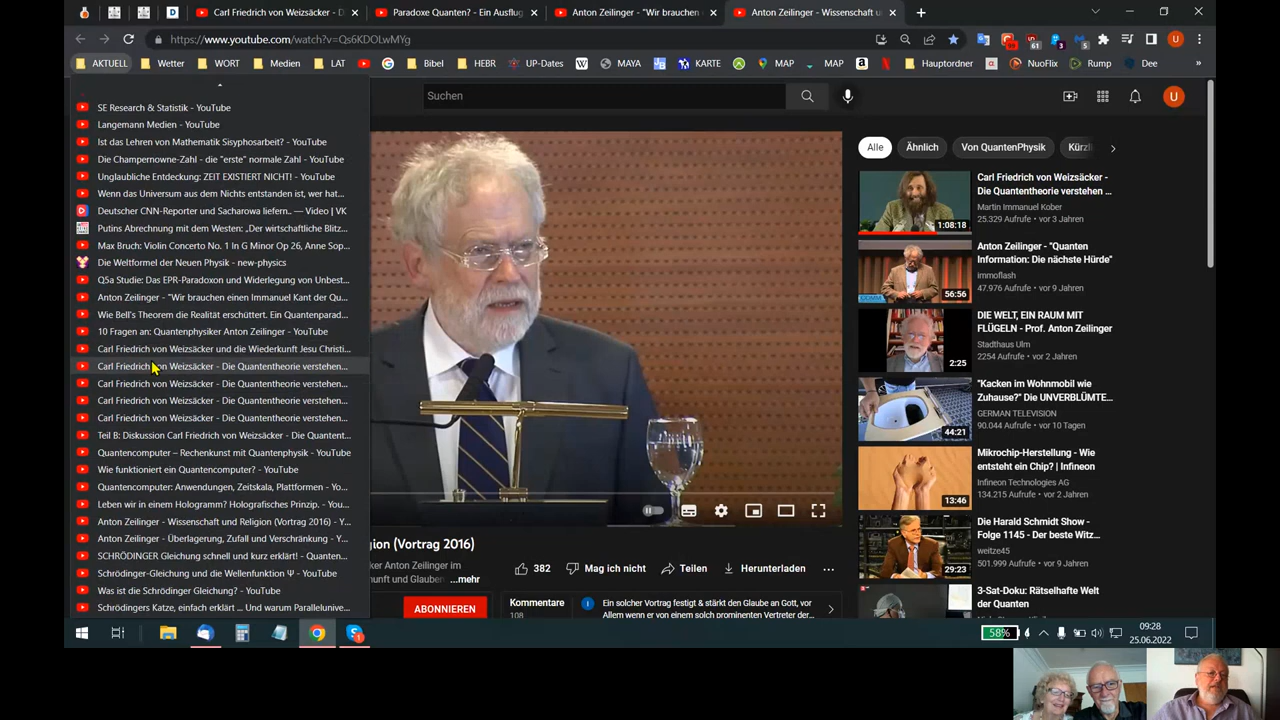 Carl Friedrich von Weizsäcker - Di
Paradoxe Quanten? - Ein Ausflug
Anton Zeilinger - "Wir brauchen
Anton Zeilinger - Wissenschaft u
https://www.youtube.com/watch?v=Qs6KDOLwMYg
AKTUELL
Wetter
WORT
Medien
LAT
Bibel
HEBR
UP-Dates
MAYA
KARTE
MAP
MAP
Hauptordner
NuoFlix
Rump
Dee
»
SE Research & Statistik - YouTube
Langemann Medien - YouTube
Ist das Lehren von Mathematik Sisyphosarbeit? - YouTube
Die Champernowne-Zahl - die "erste" normale Zahl - YouTube
Unglaubliche Entdeckung: ZEIT EXISTIERT NICHT! - YouTube
Wenn das Universum aus dem Nichts entstanden ist, wer hat...
Deutscher CNN-Reporter und Sacharowa liefern.. — Video | VK
Putins Abrechnung mit dem Westen: „Der wirtschaftliche Blitz...
Max Bruch: Violin Concerto No. 1 In G Minor Op 26, Anne Sop...
Die Weltformel der Neuen Physik - new-physics
Q5a Studie: Das EPR-Paradoxon und Widerlegung von Unbest...
Anton Zeilinger - "Wir brauchen einen Immanuel Kant der Qu...
Wie Bell's Theorem die Realität erschüttert. Ein Quantenparad...
10 Fragen an: Quantenphysiker Anton Zeilinger - YouTube
Carl Friedrich von Weizsäcker und die Wiederkunft Jesu Christi...
Carl Friedrich von Weizsäcker - Die Quantentheorie verstehen...
Carl Friedrich von Weizsäcker - Die Quantentheorie verstehen...
Carl Friedrich von Weizsäcker - Die Quantentheorie verstehen...
Carl Friedrich von Weizsäcker - Die Quantentheorie verstehen...
Teil B: Diskussion Carl Friedrich von Weizsäcker - Die Quantent...
Quantencomputer – Rechenkunst mit Quantenphysik - YouTube
Wie funktioniert ein Quantencomputer? - YouTube
Quantencomputer: Anwendungen, Zeitskala, Plattformen - Yo...
Leben wir in einem Hologramm? Holografisches Prinzip. - You...
Anton Zeilinger - Wissenschaft und Religion (Vortrag 2016) - Y...
Anton Zeilinger - Überlagerung, Zufall und Verschränkung - Y...
SCHRÖDINGER Gleichung schnell und kurz erklärt! - Quanten...
Schrödinger-Gleichung und die Wellenfunktion Ψ - YouTube
Was ist die Schrödinger Gleichung? - YouTube
Schrödingers Katze, einfach erklärt ... Und warum Parallelunive...
Suchen
U
Alle
Ähnlich
Von QuantenPhysik
Kürzl
Carl Friedrich von Weizsäcker -
Die Quantentheorie verstehen ...
Martin Immanuel Kober
25.329 Aufrufe • vor 3 Jahren
1:08:18
Anton Zeilinger - "Quanten
Information: Die nächste Hürde"
immoflash
47.976 Aufrufe • vor 9 Jahren
56:56
DIE WELT, EIN RAUM MIT
FLÜGELN - Prof. Anton Zeilinger
Stadthaus Ulm
2254 Aufrufe • vor 2 Jahren
2:25
"Kacken im Wohnmobil wie
Zuhause?" Die UNVERBLÜMTE...
GERMAN TELEVISION
90.044 Aufrufe • vor 10 Tagen
44:21
Mikrochip-Herstellung - Wie
entsteht ein Chip? | Infineon
Infineon Technologies AG
134.215 Aufrufe • vor 2 Jahren
13:46
Die Harald Schmidt Show -
Folge 1145 - Der beste Witz...
weitze45
501.999 Aufrufe • vor 9 Jahren
29:23
3-Sat-Doku: Rätselhafte Welt
der Quanten
gion (Vortrag 2016)
382
Mag ich nicht
Teilen
Herunterladen
ker Anton Zeilinger im
nunft und Glauben ...mehr
ABONNIEREN
Kommentare
108
Ein solcher Vortrag festigt & stärkt den Glaube an Gott, vor
Allem wenn er von einem solch prominenten Vertreter der
58%
09:28
25.06.2022